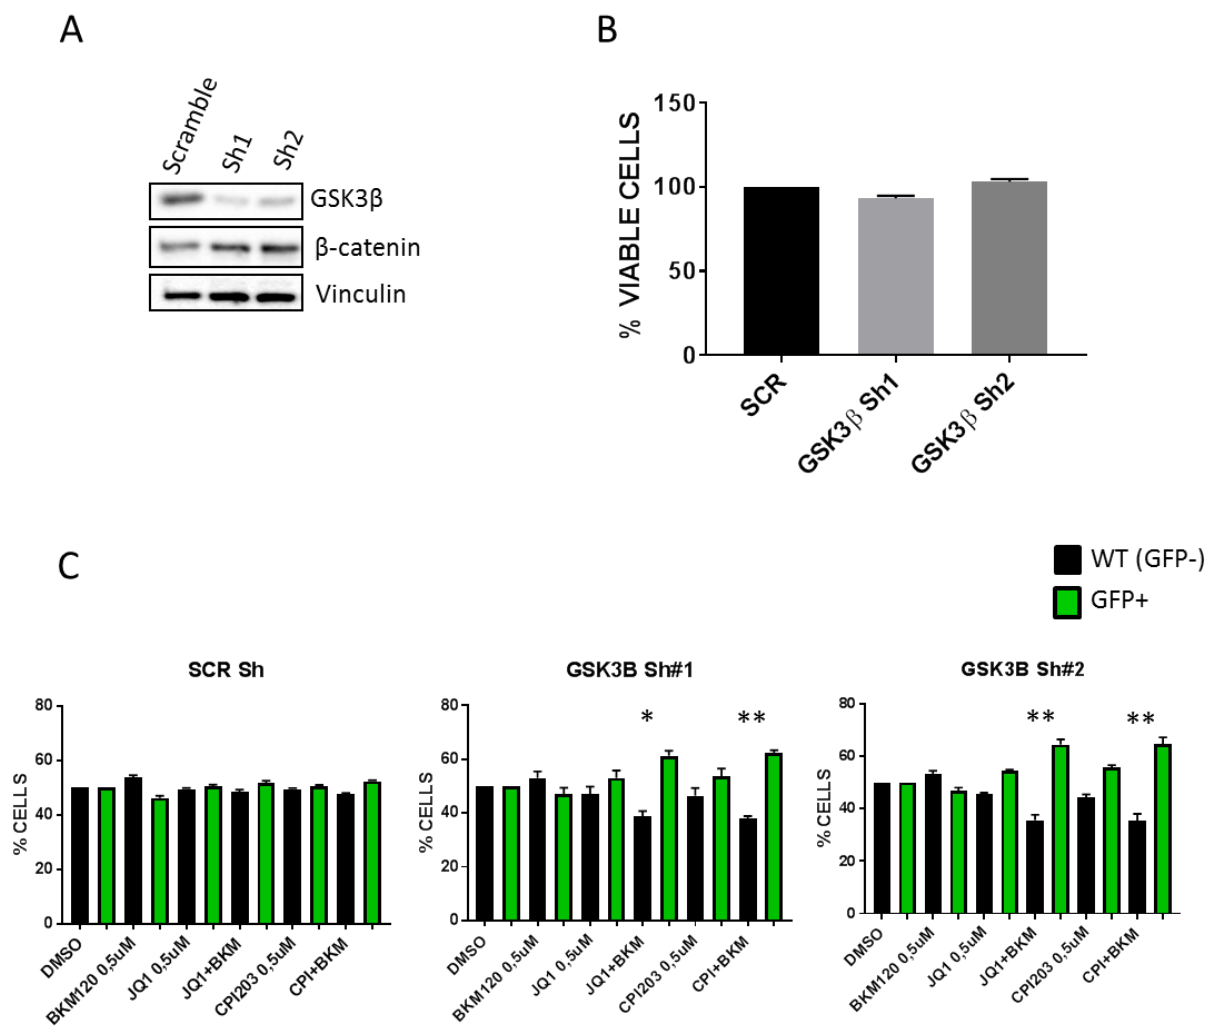 A
B
Scramble
Sh1
Sh2
GSK3β
β-catenin
Vinculin
% VIABLE CELLS
150
100
50
0
SCR
GSK3β Sh1
GSK3β Sh2
C
WT (GFP-)
GFP+
SCR Sh
% CELLS
80
60
40
20
0
DMSO
BKM120 0,5uM
JQ1 0,5uM
JQ1+BKM
CPI203 0,5uM
CPI+BKM
GSK3B Sh#1
% CELLS
80
60
40
20
0
*
**
DMSO
BKM120 0,5uM
JQ1 0,5uM
JQ1+BKM
CPI203 0,5uM
CPI+BKM
GSK3B Sh#2
% CELLS
80
60
40
20
0
**
**
DMSO
BKM120 0,5uM
JQ1 0,5uM
JQ1+BKM
CPI203 0,5uM
CPI+BKM